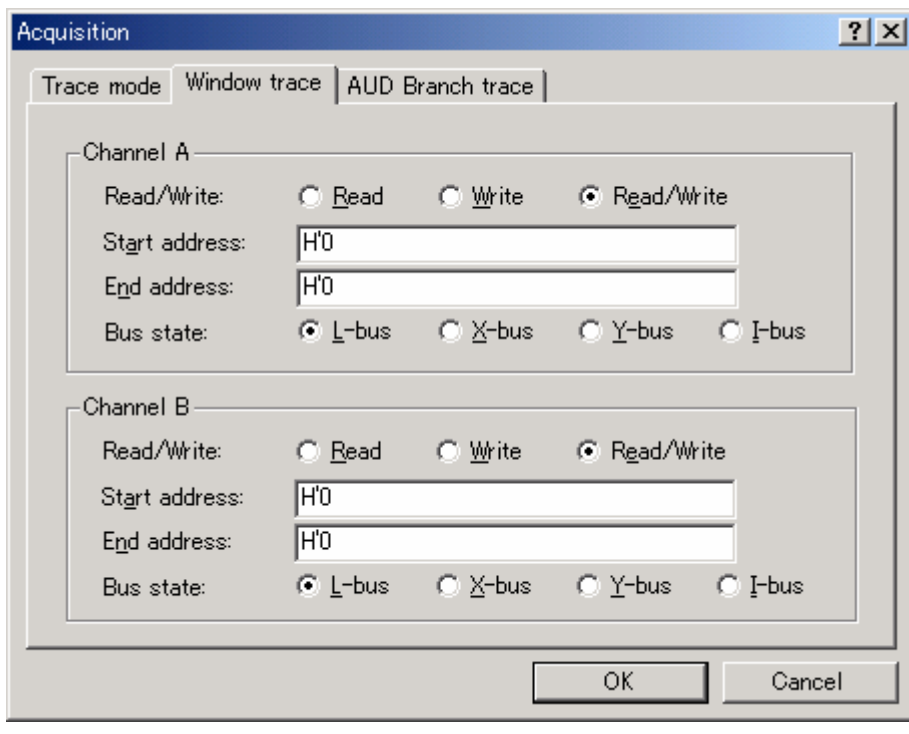 Acquisition
Trace mode Window trace AUD Branch trace
Channel A
Read/Write: Read Write Read/Write
Start address: H'0
End address: H'0
Bus state: L-bus X-bus Y-bus I-bus
Channel B
Read/Write: Read Write Read/Write
Start address: H'0
End address: H'0
Bus state: L-bus X-bus Y-bus I-bus
OK Cancel